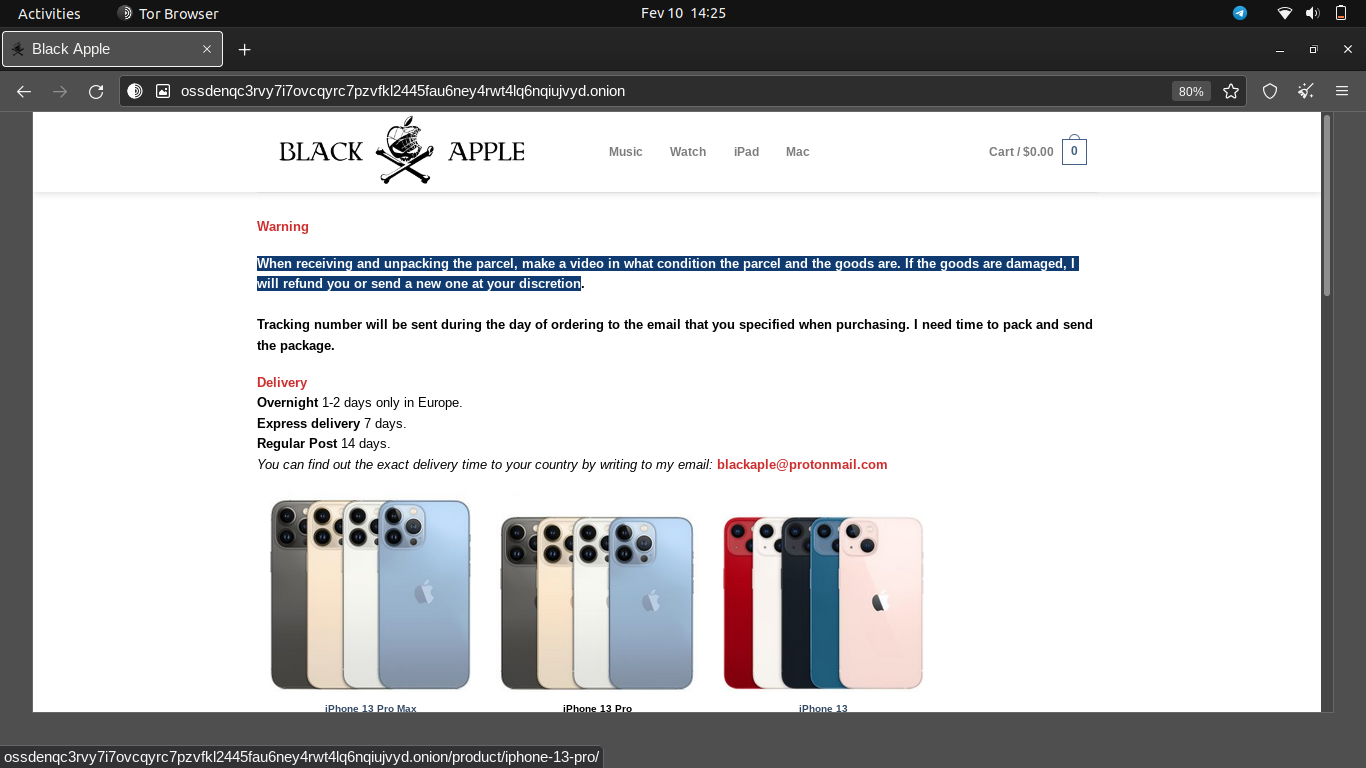 Activities Tor Browser Fev 10 14:25
Black Apple
ossdenqc3rvy7i7ovcqyrc7pzvfkl2445fau6ney4rwt4lq6nqiujvyd.onion 80%
BLACK APPLE Music Watch iPad Mac Cart / $0.00 0
Warning
When receiving and unpacking the parcel, make a video in what condition the parcel and the goods are. If the goods are damaged, I
will refund you or send a new one at your discretion.
Tracking number will be sent during the day of ordering to the email that you specified when purchasing. I need time to pack and send
the package.
Delivery
Overnight 1-2 days only in Europe.
Express delivery 7 days.
Regular Post 14 days.
You can find out the exact delivery time to your country by writing to my email: blackaple@protonmail.com
iPhone 13 Pro Max iPhone 13 Pro iPhone 13
ossdenqc3rvy7i7ovcqyrc7pzvfkl2445fau6ney4rwt4lq6nqiujvyd.onion/product/iphone-13-pro/